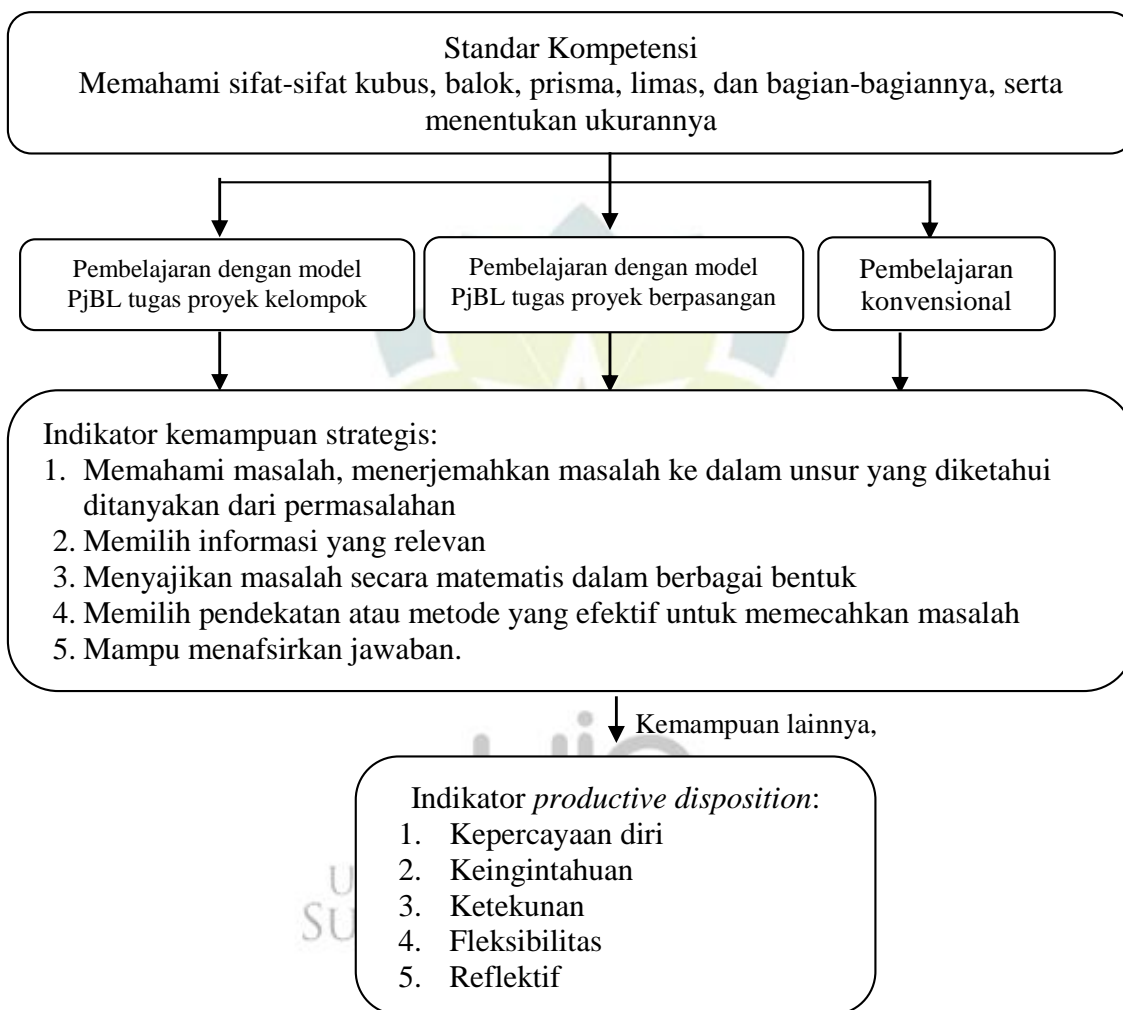 Standar Kompetensi
Memahami sifat-sifat kubus, balok, prisma, limas, dan bagian-bagiannya, serta
menentukan ukurannya
Pembelajaran dengan model
PjBL tugas proyek kelompok
Pembelajaran dengan model
PjBL tugas proyek berpasangan
Pembelajaran
konvensional
Indikator kemampuan strategis:
1. Memahami masalah, menerjemahkan masalah ke dalam unsur yang diketahui
ditanyakan dari permasalahan
2. Memilih informasi yang relevan
3. Menyajikan masalah secara matematis dalam berbagai bentuk
4. Memilih pendekatan atau metode yang efektif untuk memecahkan masalah
5. Mampu menafsirkan jawaban.
Kemampuan lainnya,
Indikator productive disposition:
1. Kepercayaan diri
2. Keingintahuan
3. Ketekunan
4. Fleksibilitas
5. Reflektif